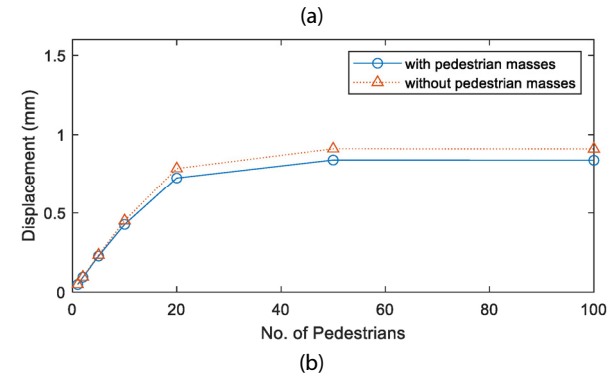 (a)
1.5
1
0.5
0
Displacement (mm)
with pedestrian masses
without pedestrian masses
0 20 40 60 80 100
No. of Pedestrians
(b)